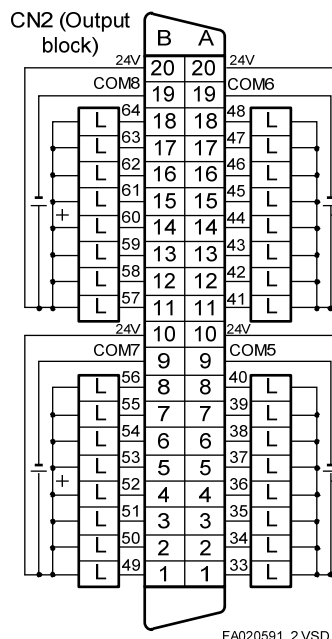 CN2 (Output block)
B A
24V 20 20 24V
COM8 19 19 COM6
L 64 18 18 48 L
L 63 17 17 47 L
L 62 16 16 46 L
L 61 15 15 45 L
+ L 60 14 14 44 L
L 59 13 13 43 L
L 58 12 12 42 L
L 57 11 11 41 L
24V 10 10 24V
COM7 9 9 COM5
L 56 8 8 40 L
L 55 7 7 39 L
L 54 6 6 38 L
L 53 5 5 37 L
+ L 52 4 4 36 L
L 51 3 3 35 L
L 50 2 2 34 L
L 49 1 1 33 L
FA020591_2.VSD